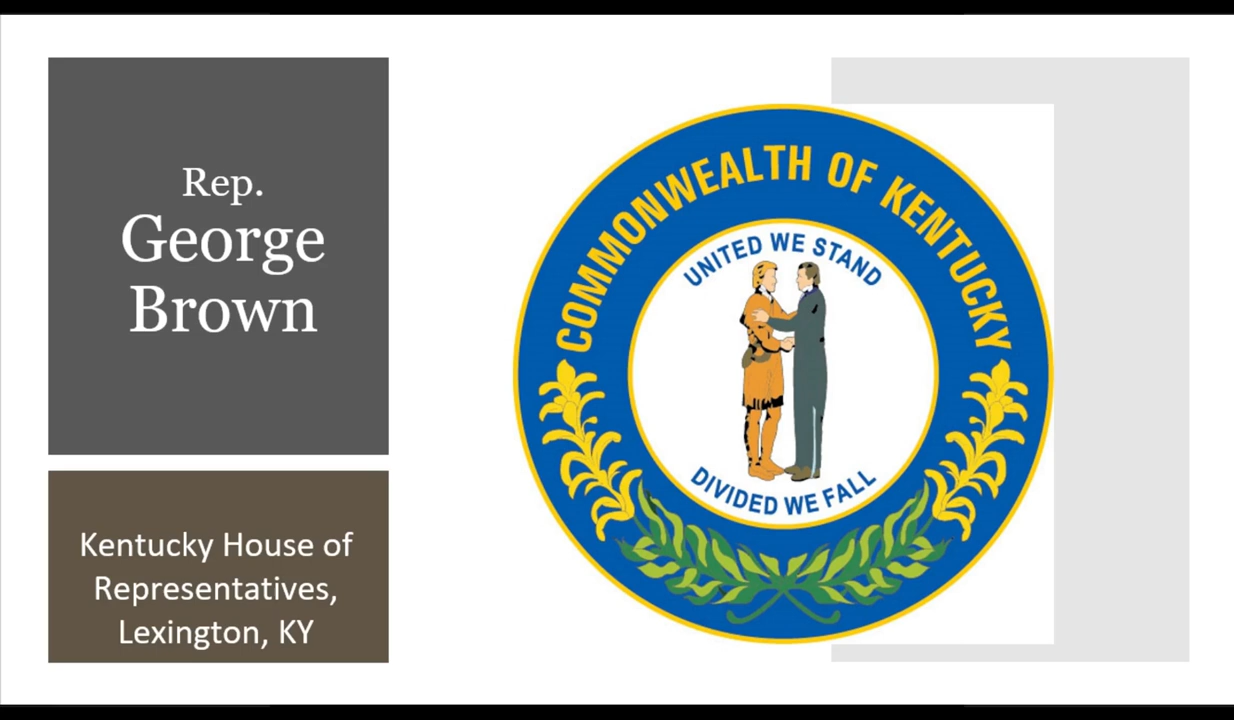 Rep.
George
Brown
Kentucky House of
Representatives,
Lexington, KY
COMMONWEALTH OF KENTUCKY
UNITED WE STAND
DIVIDED WE FALL